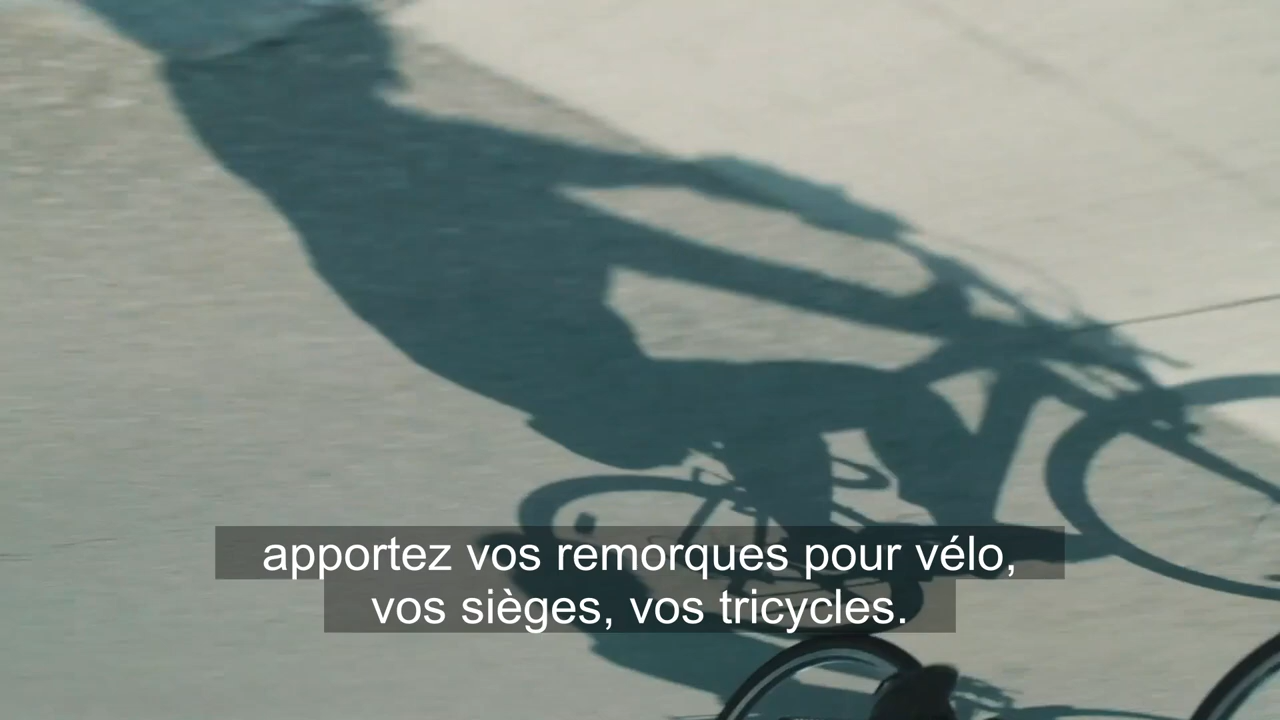 apportez vos remorques pour vélo,
vos sièges, vos tricycles.